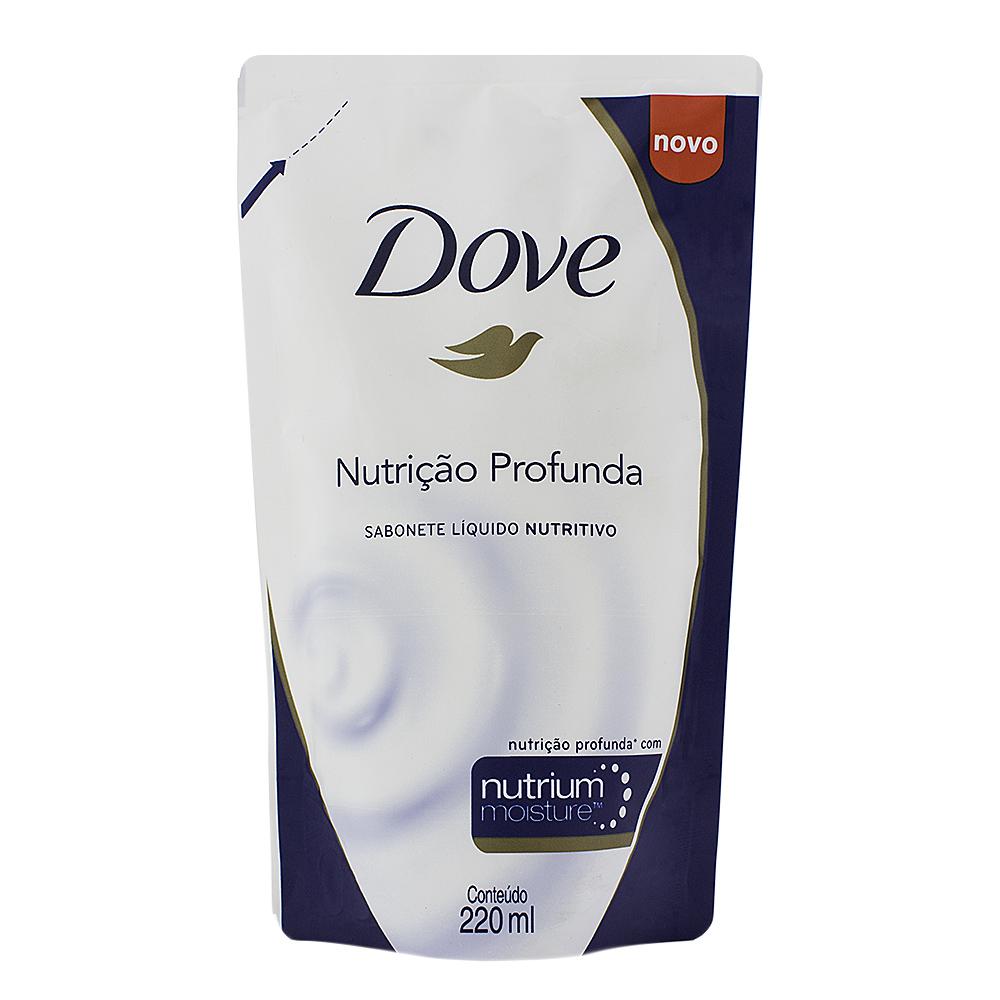 novo
Dove
Nutrição Profunda
SABONETE LÍQUIDO NUTRITIVO
nutrição profunda* com
nutrium
moisture™
Conteúdo
220 ml